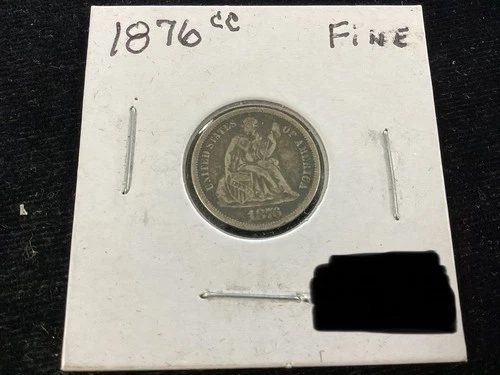 1876 CC FINE
UNITED STATES OF AMERICA
1876